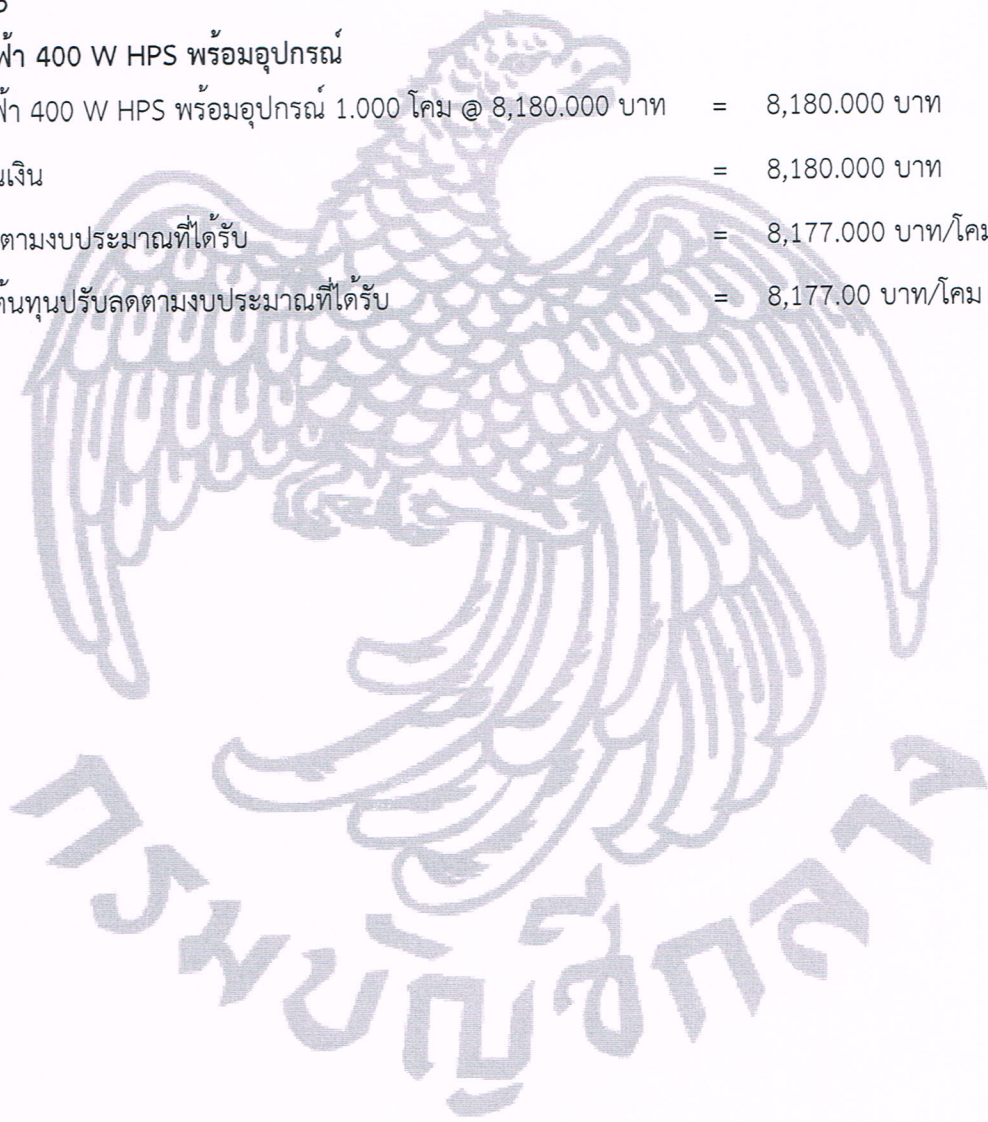 ฟ้า 400 W HPS พร้อมอุปกรณ์
ฟ้า 400 W HPS พร้อมอุปกรณ์ 1.000 โคม @ 8,180.000 บาท = 8,180.000 บาท
นเงิน = 8,180.000 บาท
ตามงบประมาณที่ได้รับ = 8,177.000 บาท/โคม
ต้นทุนปรับลดตามงบประมาณที่ได้รับ = 8,177.00 บาท/โคม
กรมบัญชีกลาง